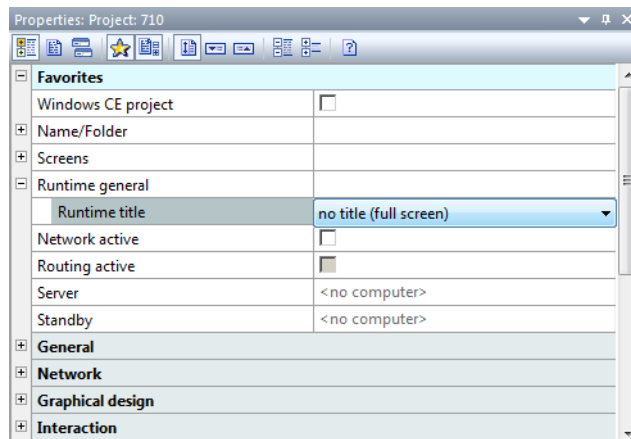 Properties: Project: 710
Favorites
Windows CE project
Name/Folder
Screens
Runtime general
Runtime title no title (full screen)
Network active
Routing active
Server <no computer>
Standby <no computer>
General
Network
Graphical design
Interaction